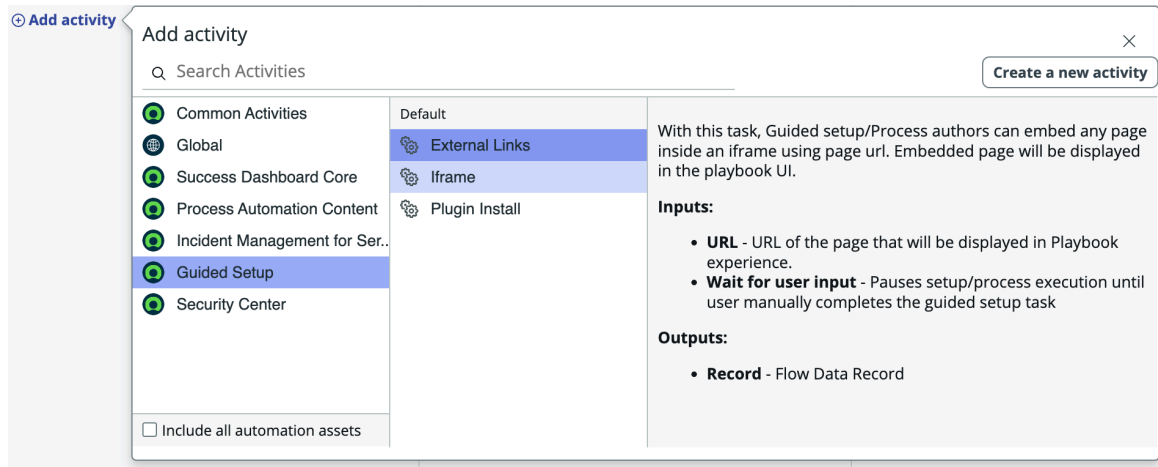 Add activity
Add activity
Search Activities
Create a new activity
Common Activities
Global
Success Dashboard Core
Process Automation Content
Incident Management for Ser..
Guided Setup
Security Center
Include all automation assets
Default
External Links
Iframe
Plugin Install
With this task, Guided setup/Process authors can embed any page
inside an iframe using page url. Embedded page will be displayed
in the playbook UI.
Inputs:
• URL - URL of the page that will be displayed in Playbook
experience.
• Wait for user input - Pauses setup/process execution until
user manually completes the guided setup task
Outputs:
• Record - Flow Data Record